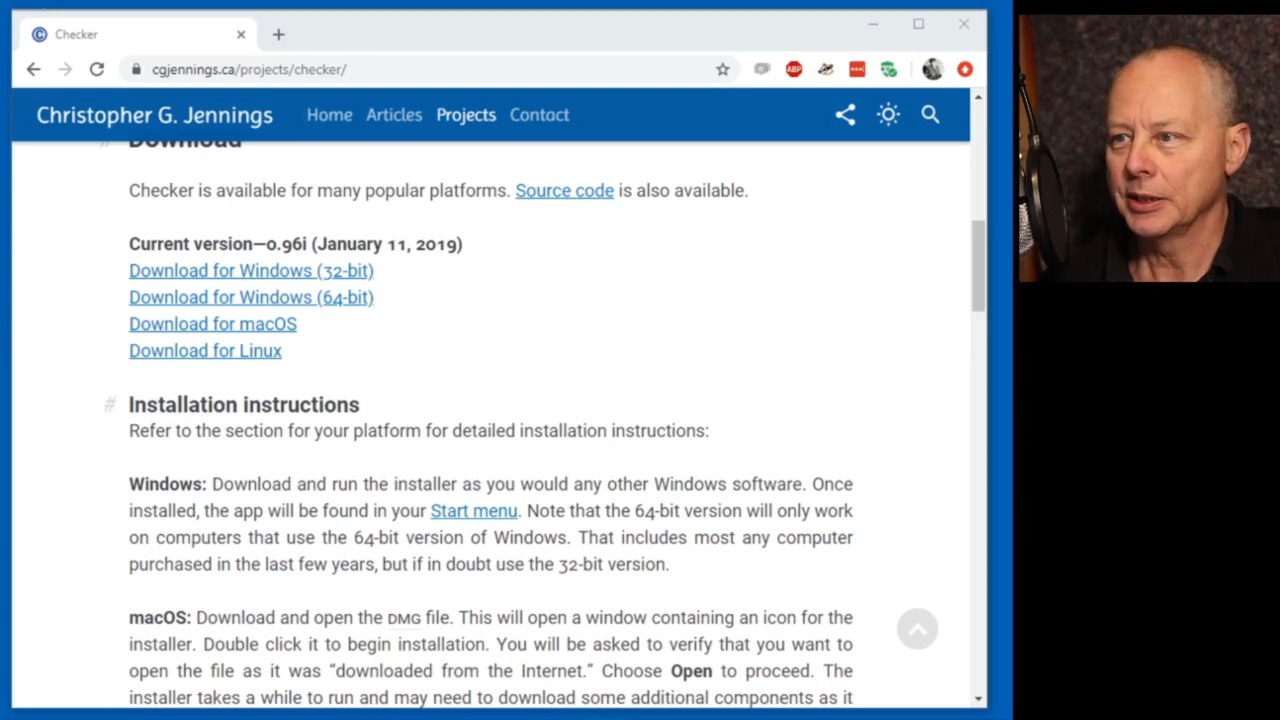 Checker
cgjennings.ca/projects/checker/
ABP
Christopher G. Jennings Home Articles Projects Contact
# Download
Checker is available for many popular platforms. Source code is also available.
Current version—0.96i (January 11, 2019)
Download for Windows (32-bit)
Download for Windows (64-bit)
Download for macOS
Download for Linux
# Installation instructions
Refer to the section for your platform for detailed installation instructions:
Windows: Download and run the installer as you would any other Windows software. Once
installed, the app will be found in your Start menu. Note that the 64-bit version will only work
on computers that use the 64-bit version of Windows. That includes most any computer
purchased in the last few years, but if in doubt use the 32-bit version.
macOS: Download and open the DMG file. This will open a window containing an icon for the
installer. Double click it to begin installation. You will be asked to verify that you want to
open the file as it was “downloaded from the Internet.” Choose Open to proceed. The
installer takes a while to run and may need to download some additional components as it